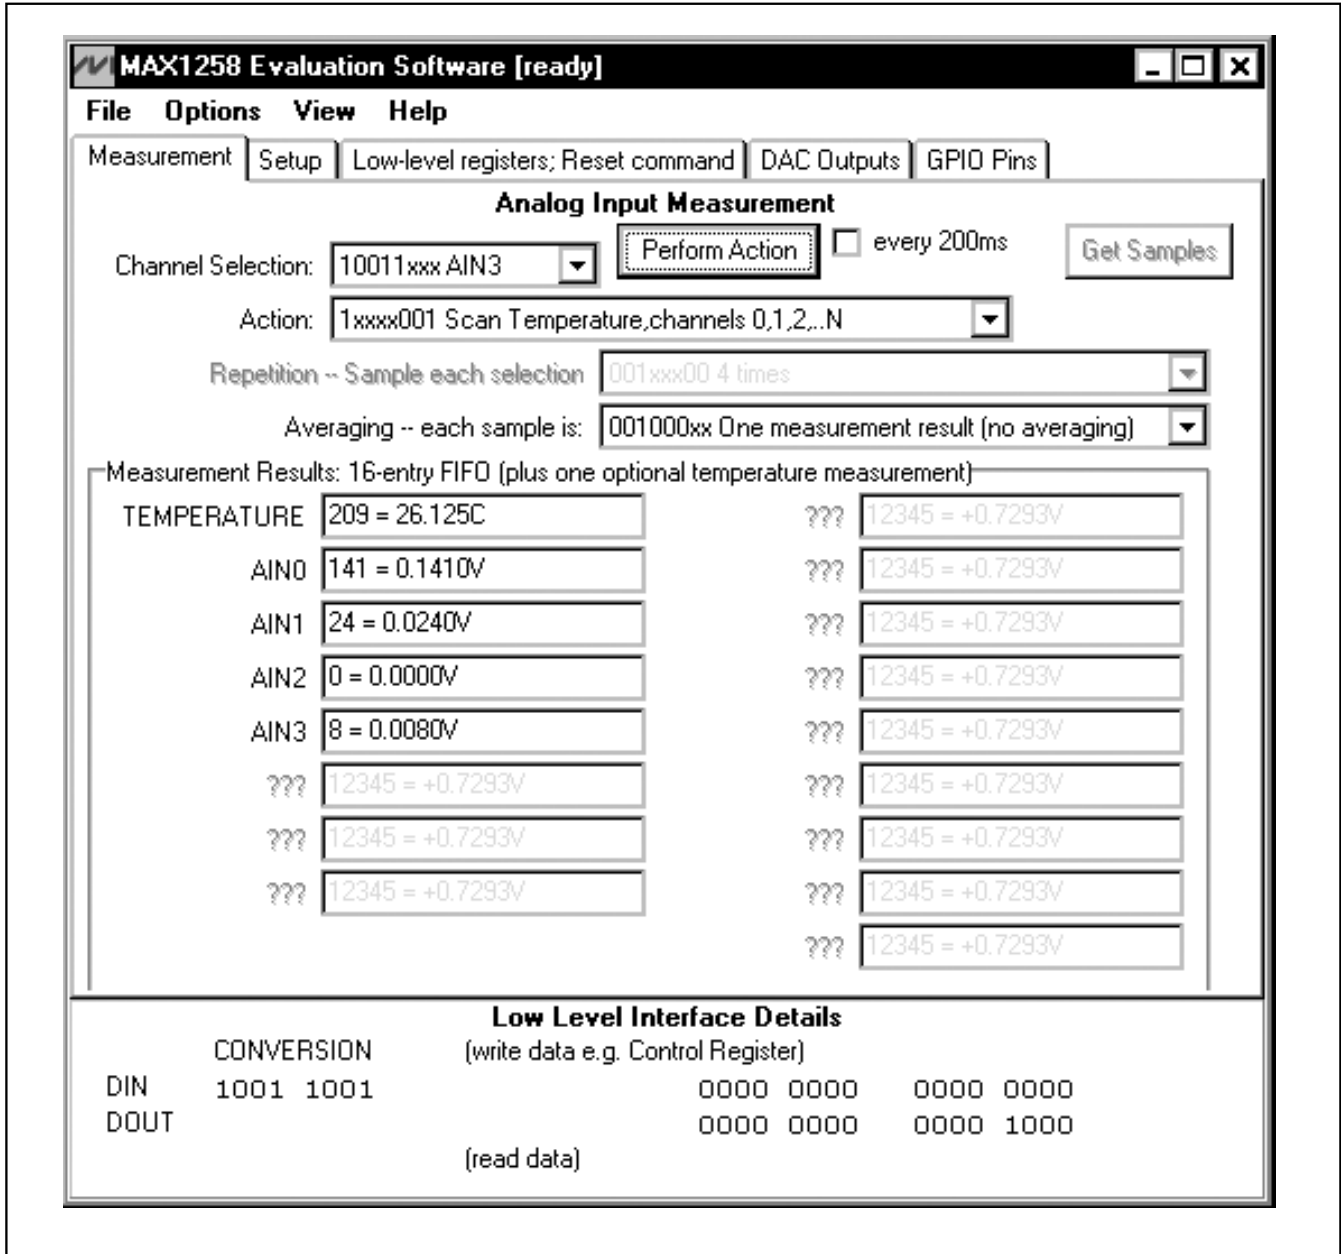 MAX1258 Evaluation Software [ready]
File Options View Help
Measurement Setup Low-level registers; Reset command DAC Outputs GPIO Pins
Analog Input Measurement
Channel Selection: 10011xxx AIN3 Perform Action every 200ms Get Samples
Action: 1xxxx001 Scan Temperature,channels 0,1,2,..N
Repetition -- Sample each selection 001xxx00 4 times
Averaging -- each sample is: 001000xx One measurement result (no averaging)
Measurement Results: 16-entry FIFO (plus one optional temperature measurement)
TEMPERATURE 209 = 26.125C ??? 12345 = +0.7293V
AIN0 141 = 0.1410V ??? 12345 = +0.7293V
AIN1 24 = 0.0240V ??? 12345 = +0.7293V
AIN2 0 = 0.0000V ??? 12345 = +0.7293V
AIN3 8 = 0.0080V ??? 12345 = +0.7293V
??? 12345 = +0.7293V ??? 12345 = +0.7293V
??? 12345 = +0.7293V ??? 12345 = +0.7293V
??? 12345 = +0.7293V ??? 12345 = +0.7293V
??? 12345 = +0.7293V
Low Level Interface Details
CONVERSION (write data e.g. Control Register)
DIN 1001 1001 0000 0000 0000 0000
DOUT 0000 0000 0000 1000
(read data)